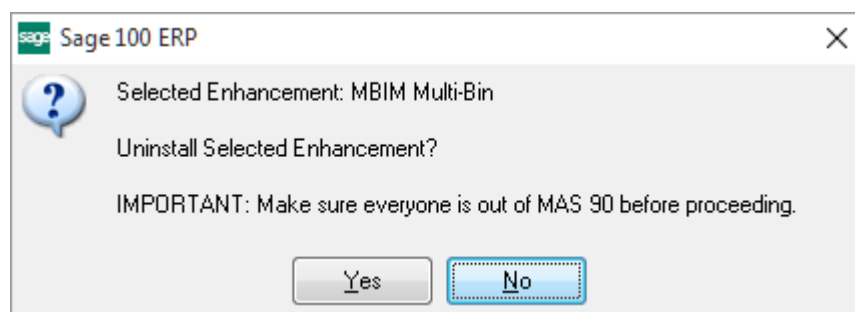 sage Sage 100 ERP
Selected Enhancement: MBIM Multi-Bin
Uninstall Selected Enhancement?
IMPORTANT: Make sure everyone is out of MAS 90 before proceeding.
Yes No